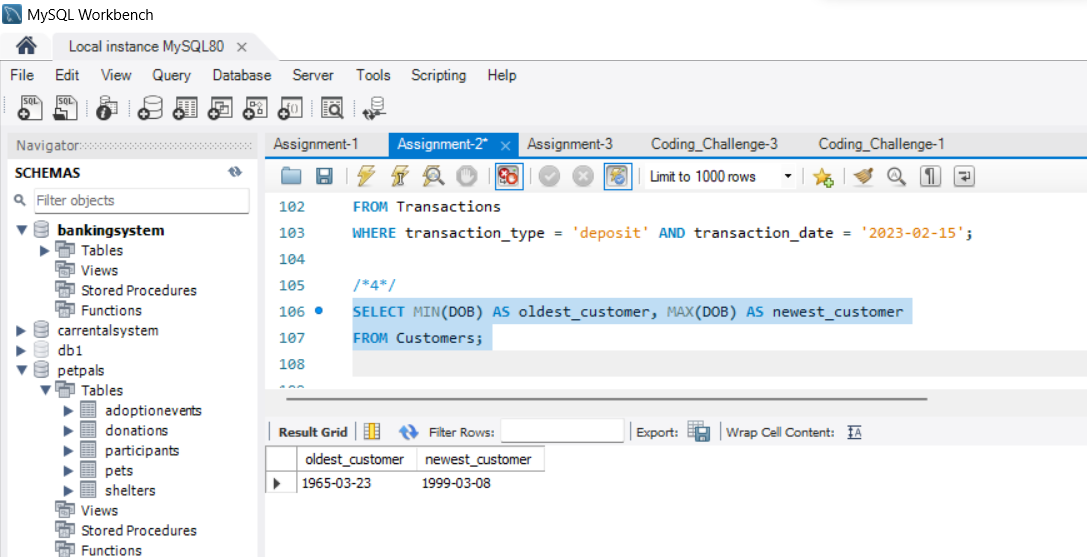 MySQL Workbench
Local instance MySQL80
File Edit View Query Database Server Tools Scripting Help
Navigator
SCHEMAS
Filter objects
bankingsystem
Tables
Views
Stored Procedures
Functions
carrentalsystem
db1
petpals
Tables
adoptionevents
donations
participants
pets
shelters
Views
Stored Procedures
Functions
Assignment-1 Assignment-2* Assignment-3 Coding_Challenge-3 Coding_Challenge-1
Limit to 1000 rows
102 FROM Transactions
103 WHERE transaction_type = 'deposit' AND transaction_date = '2023-02-15';
104
105 /*4*/
106 SELECT MIN(DOB) AS oldest_customer, MAX(DOB) AS newest_customer
107 FROM Customers;
108
Result Grid Filter Rows: Export: Wrap Cell Content:
oldest_customer newest_customer
1965-03-23 1999-03-08